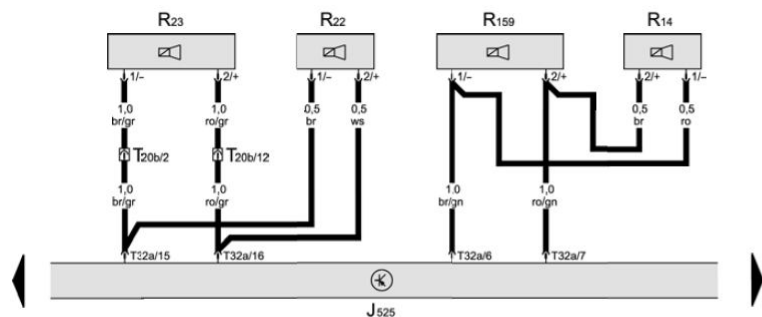 R23 R22 R159 R14
1/– 2/+ 1/– 2/+ 1/– 2/+ 2/+ 1/–
1,0 1,0 0,5 0,5 0,5 0,5
br/gr ro/gr br ws br ro
T20b/2 T20b/12
1,0 1,0 1.0 1,0
br/gr ro/gr br/gn ro/gn
T32a/15 T32a/16 T32a/6 T32a/7
J525